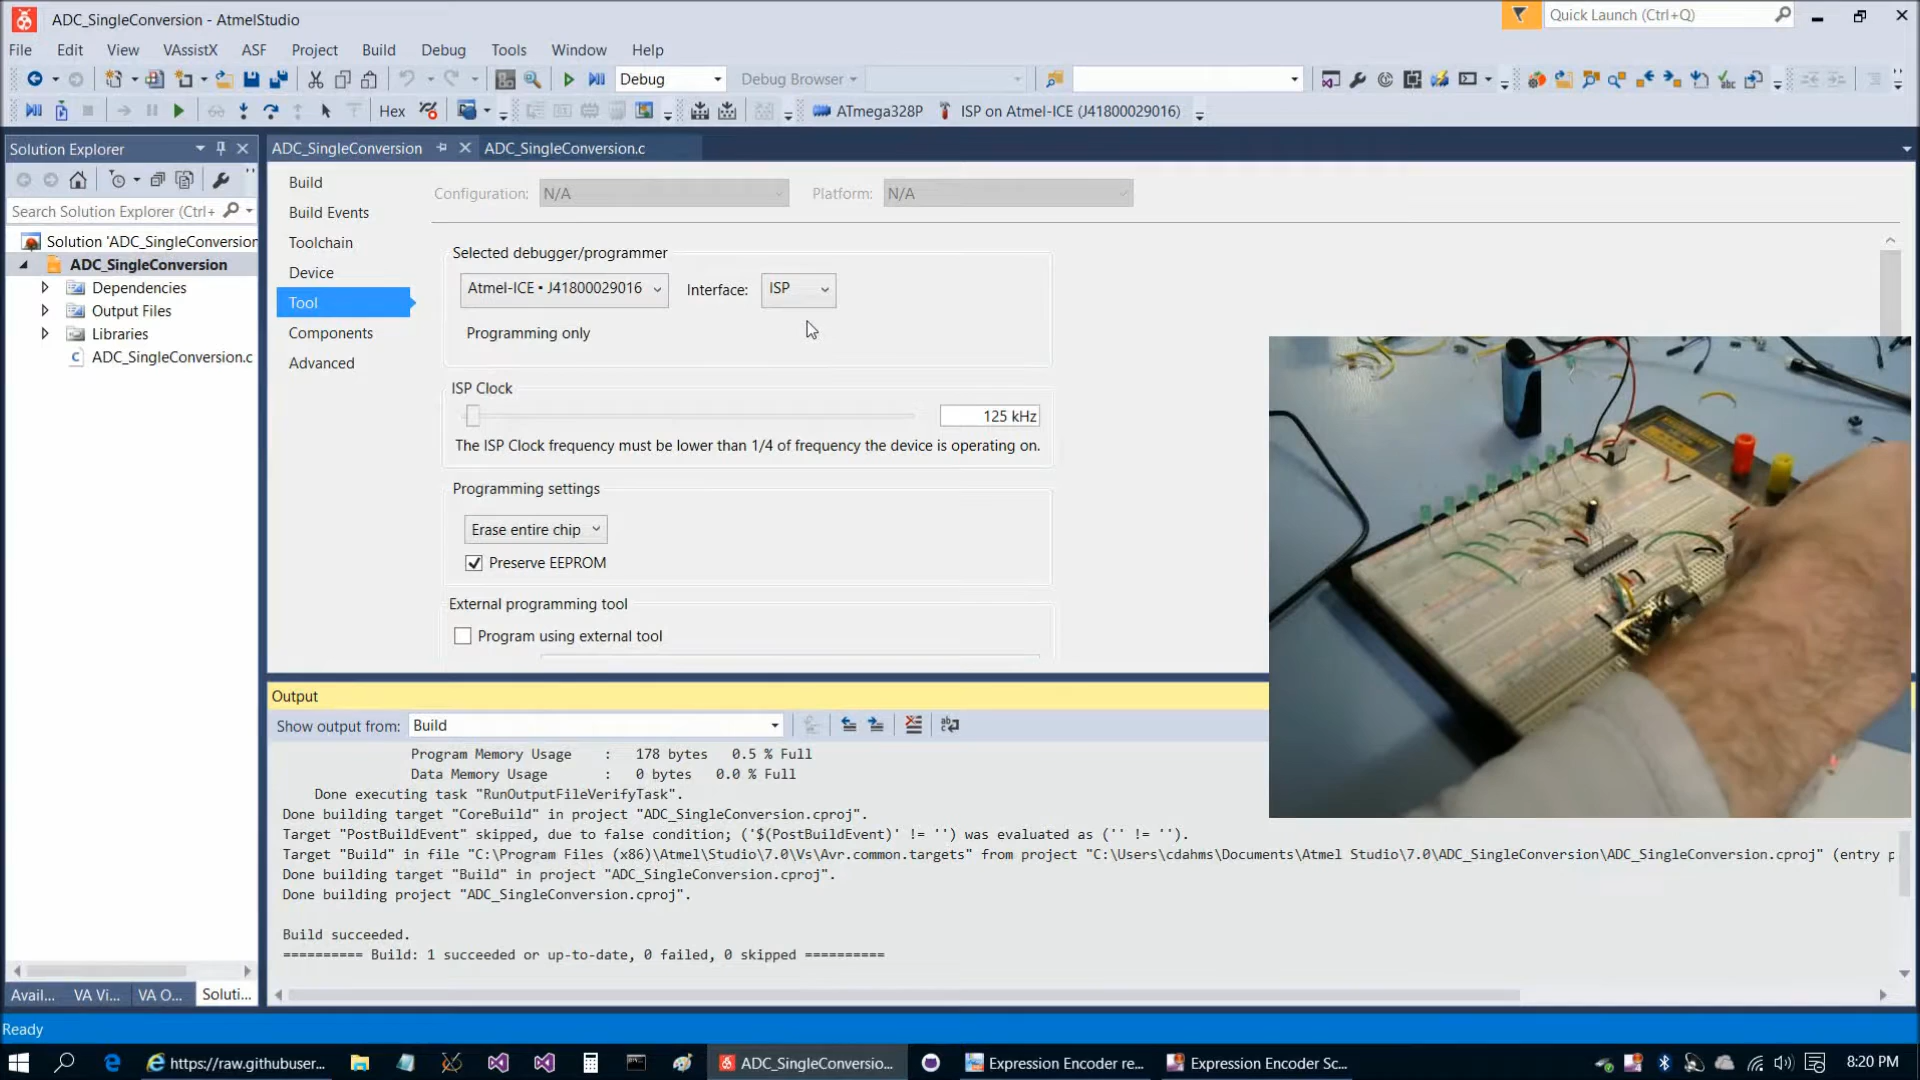 ADC_SingleConversion - AtmelStudio
Quick Launch (Ctrl+Q)
File Edit View VAssistX ASF Project Build Debug Tools Window Help
Debug Debug Browser
Hex ATmega328P ISP on Atmel-ICE (J41800029016)
Solution Explorer
ADC_SingleConversion ADC_SingleConversion.c
Search Solution Explorer (Ctrl+
Solution 'ADC_SingleConversion
ADC_SingleConversion
Dependencies
Output Files
Libraries
ADC_SingleConversion.c
Build
Build Events
Toolchain
Device
Tool
Components
Advanced
Configuration: N/A Platform: N/A
Selected debugger/programmer
Atmel-ICE • J41800029016 Interface: ISP
Programming only
ISP Clock
125 kHz
The ISP Clock frequency must be lower than 1/4 of frequency the device is operating on.
Programming settings
Erase entire chip
Preserve EEPROM
External programming tool
Program using external tool
Output
Show output from: Build
Program Memory Usage : 178 bytes 0.5 % Full
Data Memory Usage : 0 bytes 0.0 % Full
Done executing task "RunOutputFileVerifyTask".
Done building target "CoreBuild" in project "ADC_SingleConversion.cproj".
Target "PostBuildEvent" skipped, due to false condition; ('$(PostBuildEvent)' != '') was evaluated as ('' != '').
Target "Build" in file "C:\Program Files (x86)\Atmel\Studio\7.0\Vs\Avr.common.targets" from project "C:\Users\cdahms\Documents\Atmel Studio\7.0\ADC_SingleConversion\ADC_SingleConversion.cproj" (entry p
Done building target "Build" in project "ADC_SingleConversion.cproj".
Done building project "ADC_SingleConversion.cproj".
Build succeeded.
========== Build: 1 succeeded or up-to-date, 0 failed, 0 skipped ==========
Avail... VA Vi... VA O... Soluti...
Ready
https://raw.githubuser... ADC_SingleConversio... Expression Encoder re... Expression Encoder Sc... 8:20 PM